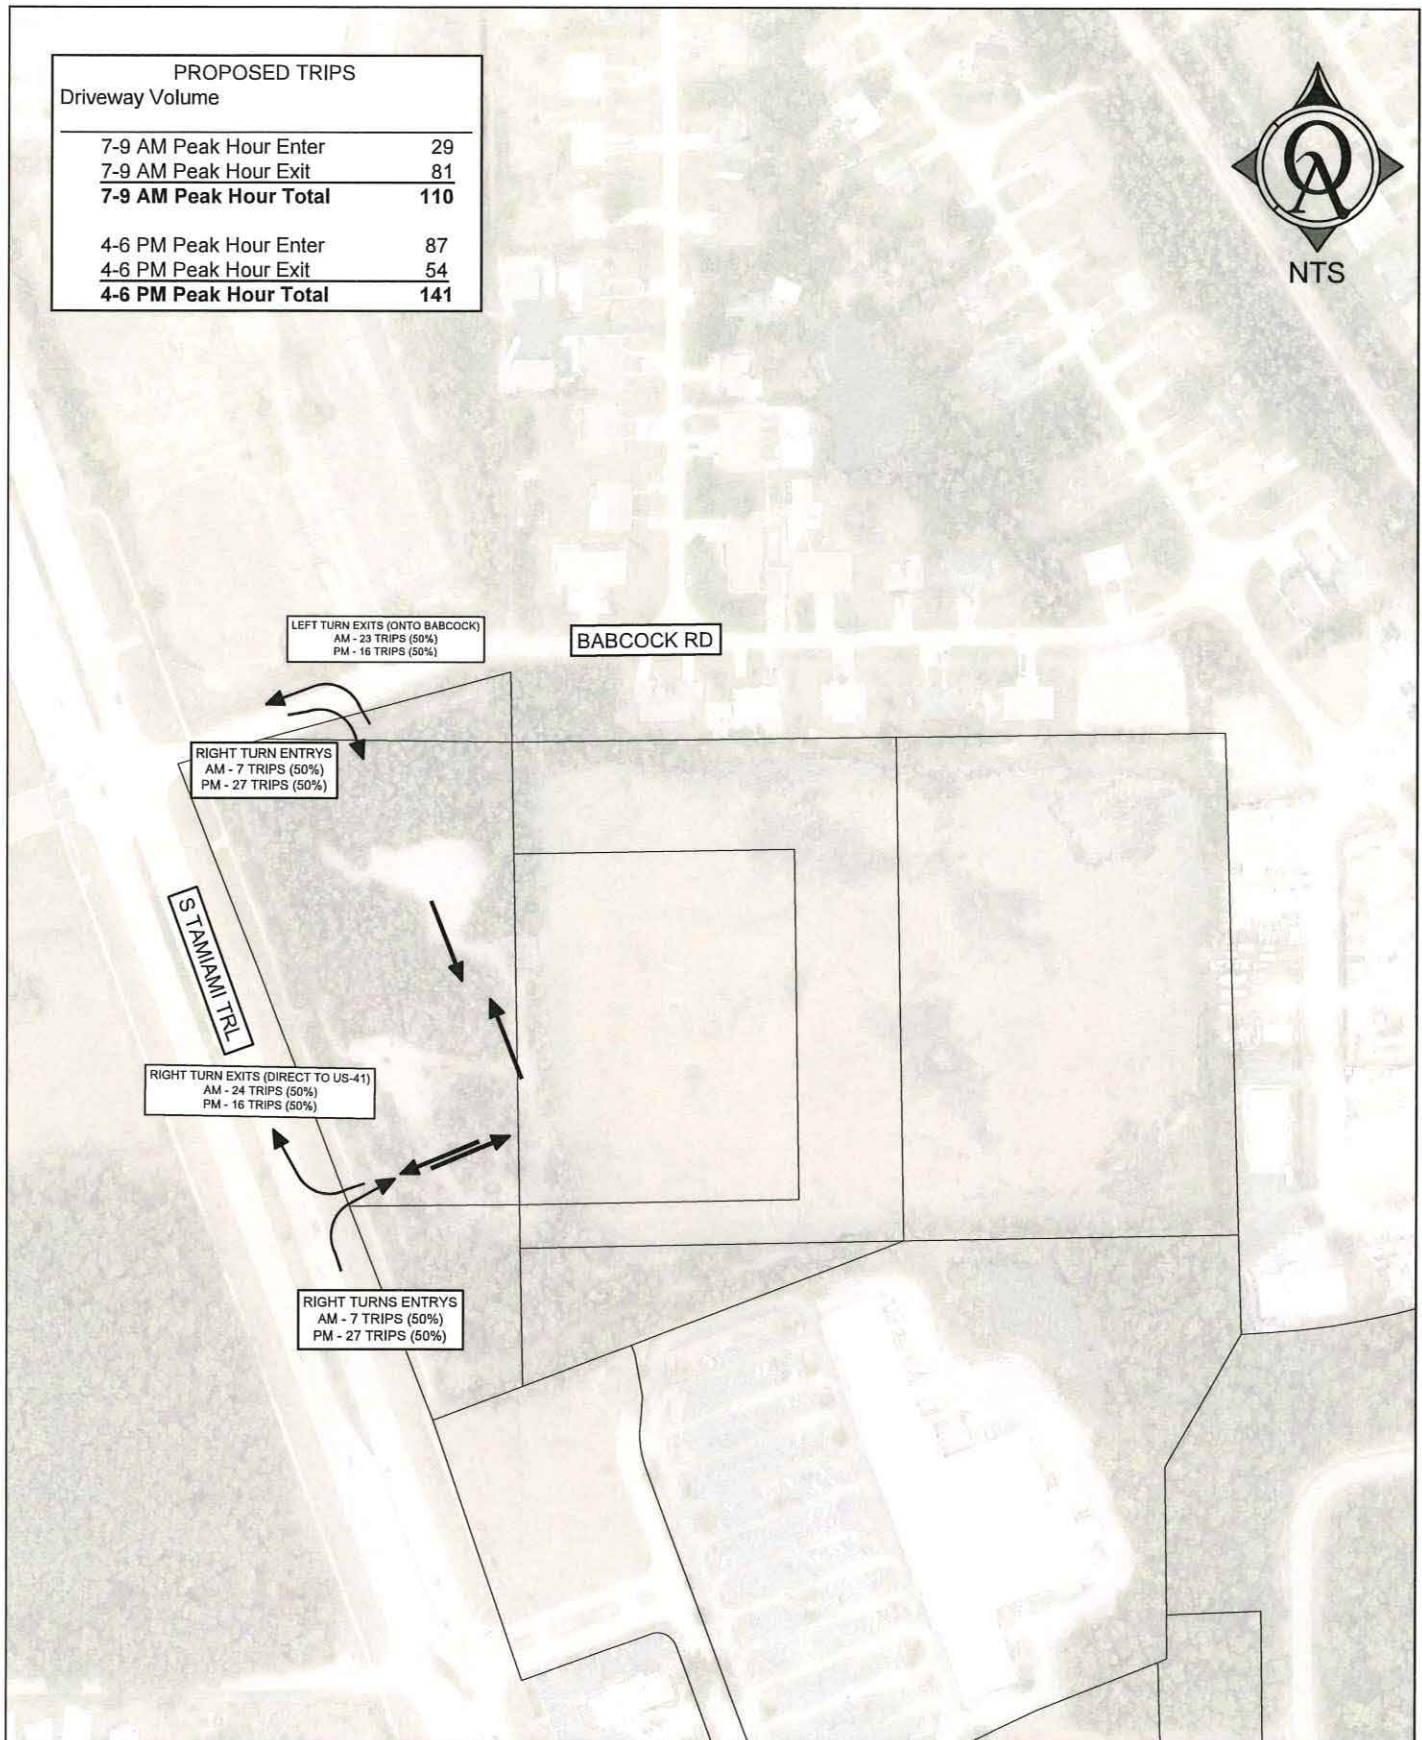 PROPOSED TRIPS
Driveway Volume
7-9 AM Peak Hour Enter 29
7-9 AM Peak Hour Exit 81
7-9 AM Peak Hour Total 110
4-6 PM Peak Hour Enter 87
4-6 PM Peak Hour Exit 54
4-6 PM Peak Hour Total 141
NTS
LEFT TURN EXITS (ONTO BABCOCK)
AM - 23 TRIPS (50%)
PM - 16 TRIPS (50%)
BABCOCK RD
RIGHT TURN ENTRYS
AM - 7 TRIPS (50%)
PM - 27 TRIPS (50%)
S TAMIAMI TRL
RIGHT TURN EXITS (DIRECT TO US-41)
AM - 24 TRIPS (50%)
PM - 16 TRIPS (50%)
RIGHT TURNS ENTRYS
AM - 7 TRIPS (50%)
PM - 27 TRIPS (50%)